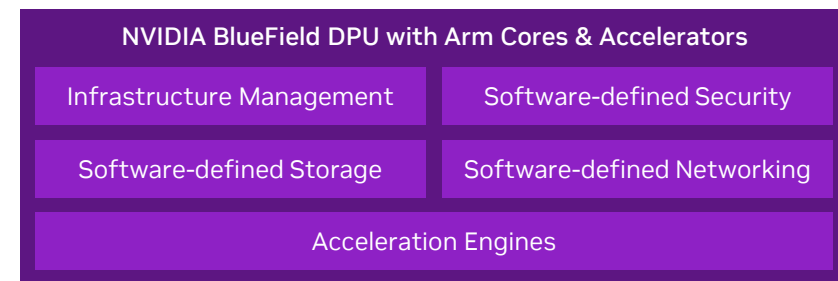 NVIDIA BlueField DPU with Arm Cores & Accelerators
Infrastructure Management
Software-defined Security
Software-defined Storage
Software-defined Networking
Acceleration Engines